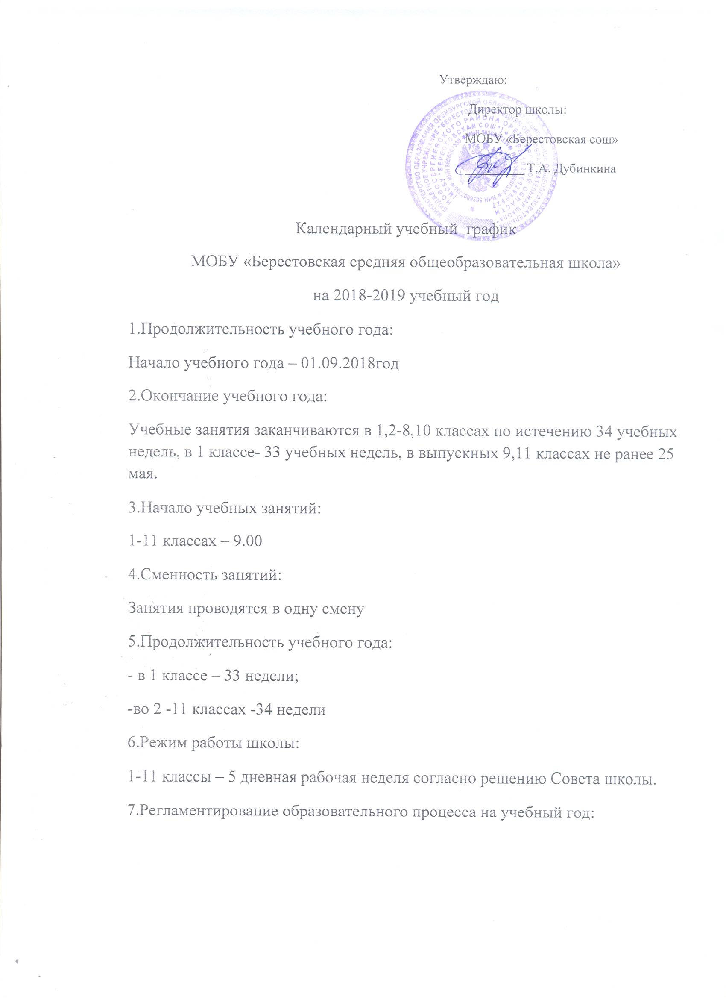 Утверждаю:
Директор школы:
МОБУ «Берестовская сош»
Т.А. Дубинкина
Календарный учебный график
МОБУ «Берестовская средняя общеобразовательная школа»
на 2018-2019 учебный год
1.Продолжительность учебного года:
Начало учебного года – 01.09.2018год
2.Окончание учебного года:
Учебные занятия заканчиваются в 1,2-8,10 классах по истечению 34 учебных
недель, в 1 классе- 33 учебных недель, в выпускных 9,11 классах не ранее 25
мая.
3.Начало учебных занятий:
1-11 классах – 9.00
4.Сменность занятий:
Занятия проводятся в одну смену
5.Продолжительность учебного года:
- в 1 классе – 33 недели;
-во 2 -11 классах -34 недели
6.Режим работы школы:
1-11 классы – 5 дневная рабочая неделя согласно решению Совета школы.
7.Регламентирование образовательного процесса на учебный год: